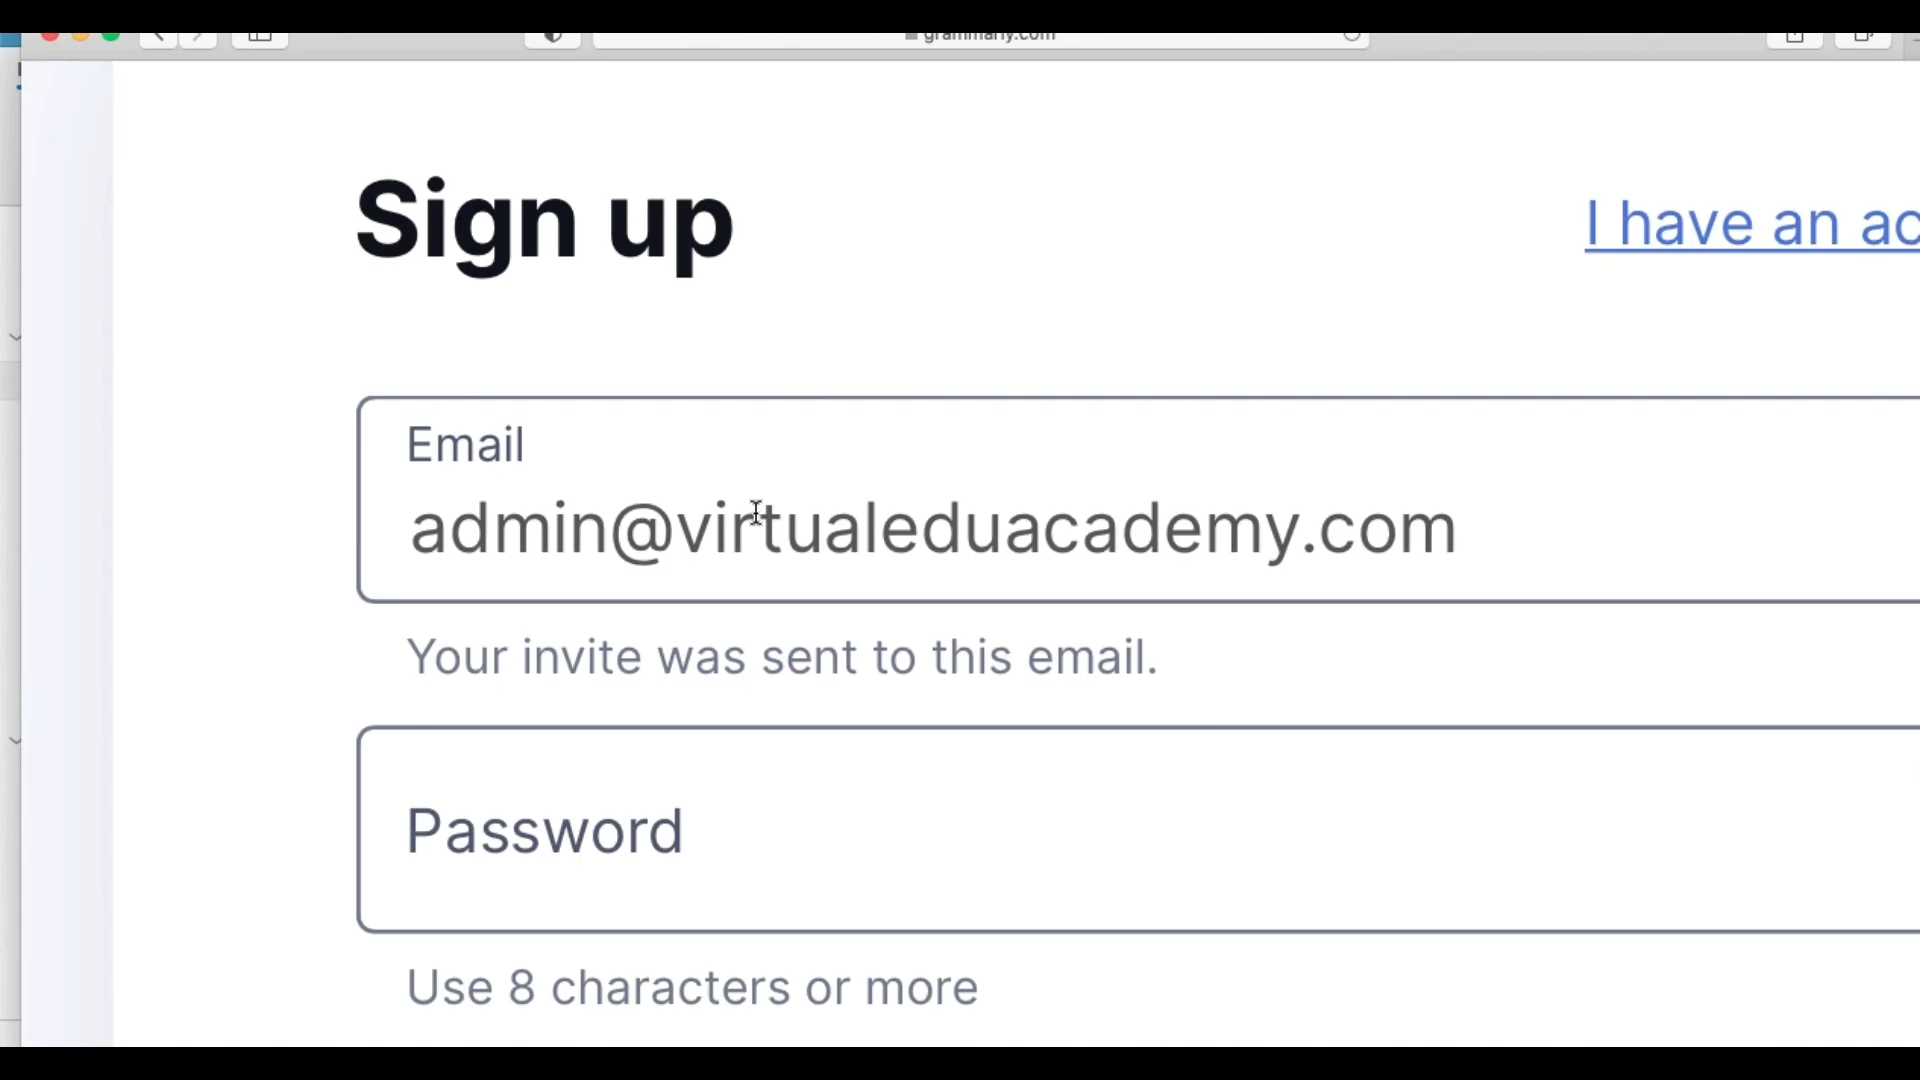 grammarly.com
Sign up
I have an ac
Email
admin@virtualeduacademy.com
Your invite was sent to this email.
Password
Use 8 characters or more